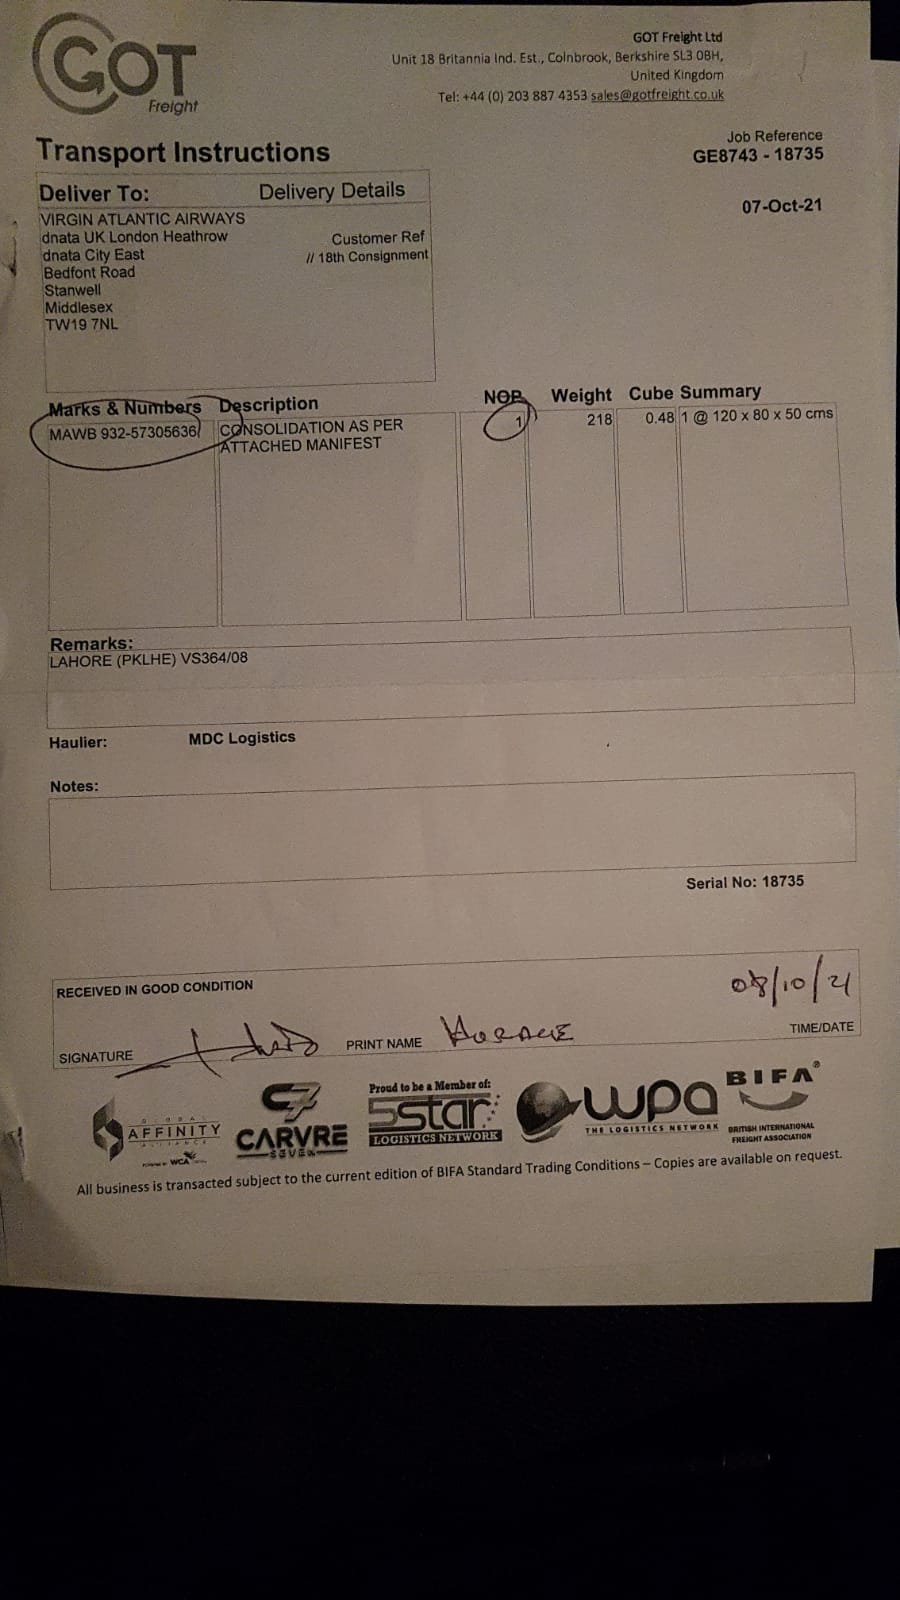 GOT
Freight
GOT Freight Ltd
Unit 18 Britannia Ind. Est., Colnbrook, Berkshire SL3 0BH,
United Kingdom
Tel: +44 (0) 203 887 4353 sales@gotfreight.co.uk
Transport Instructions
Job Reference
GE8743 - 18735
07-Oct-21
Deliver To: Delivery Details
VIRGIN ATLANTIC AIRWAYS
dnata UK London Heathrow Customer Ref
dnata City East // 18th Consignment
Bedfont Road
Stanwell
Middlesex
TW19 7NL
Marks & Numbers Description NOP Weight Cube Summary
MAWB 932-57305636 CONSOLIDATION AS PER 1 218 0.48 1 @ 120 x 80 x 50 cms
ATTACHED MANIFEST
Remarks:
LAHORE (PKLHE) VS364/08
Haulier: MDC Logistics
Notes:
Serial No: 18735
RECEIVED IN GOOD CONDITION
08/10/21
SIGNATURE PRINT NAME HORACE TIME/DATE
GLOBAL
AFFINITY
ALLIANCE
WCA
CARVRE
SEVEN
Proud to be a Member of:
5star
LOGISTICS NETWORK
wpa
THE LOGISTICS NETWORK
BIFA®
BRITISH INTERNATIONAL
FREIGHT ASSOCIATION
All business is transacted subject to the current edition of BIFA Standard Trading Conditions – Copies are available on request.